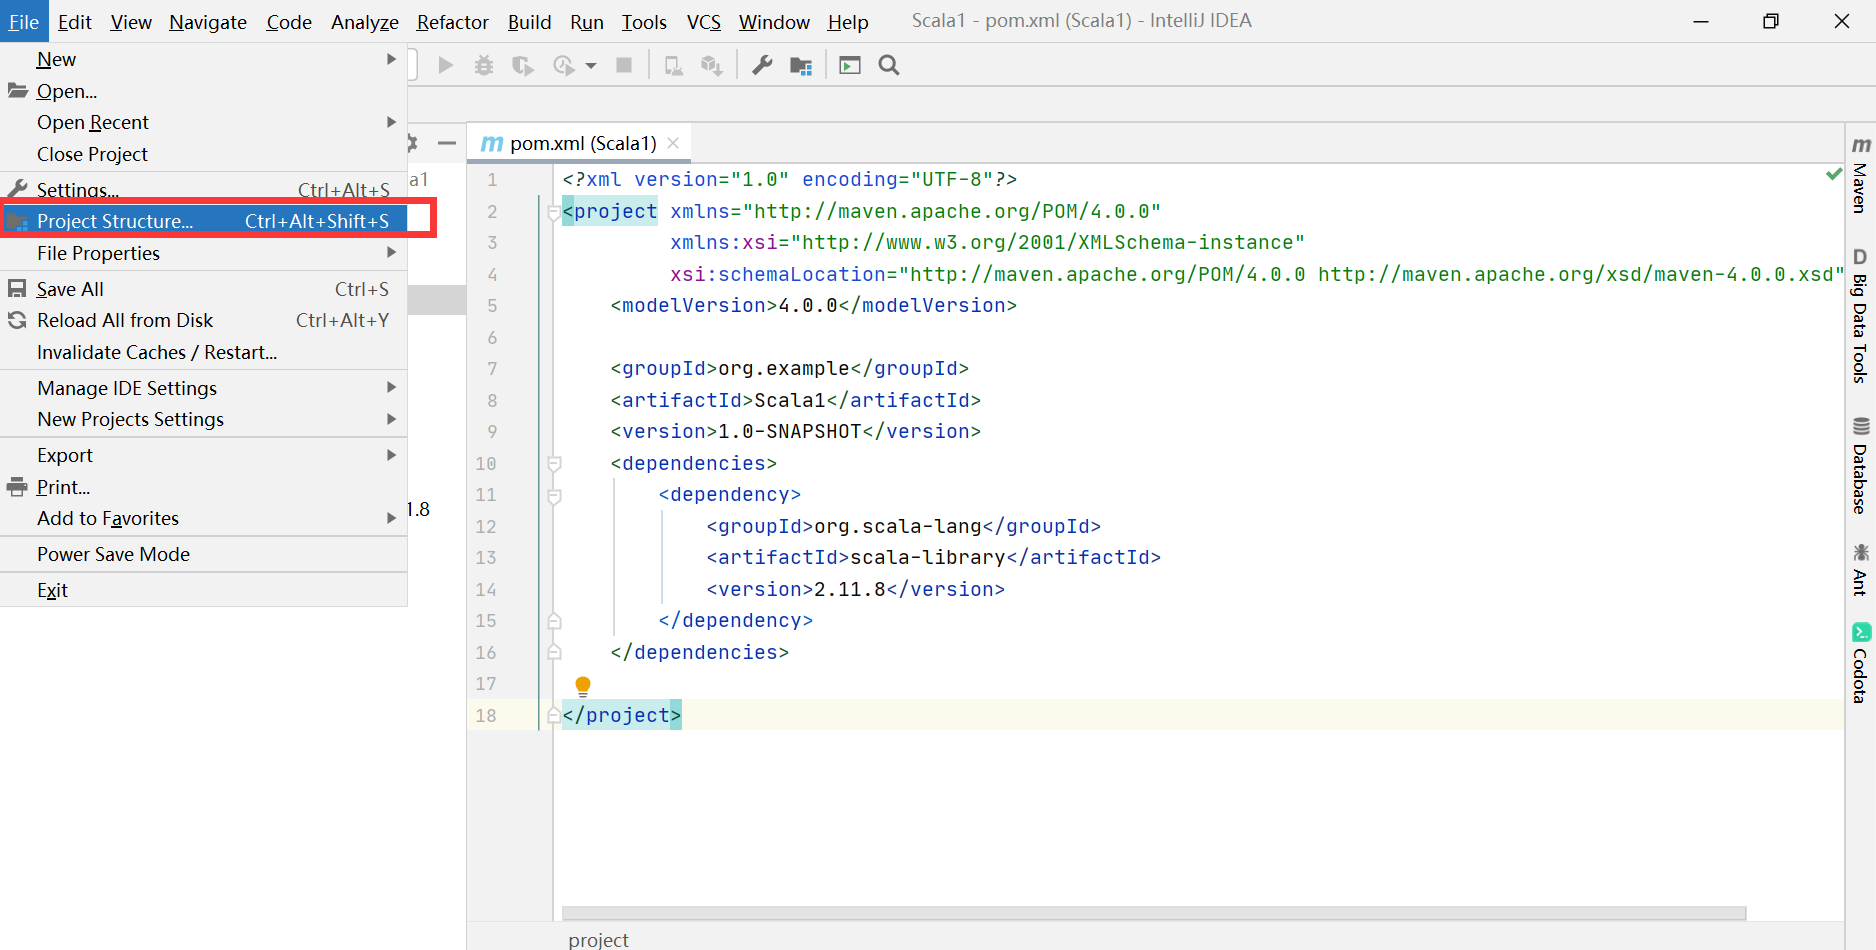 File Edit View Navigate Code Analyze Refactor Build Run Tools VCS Window Help Scala1 - pom.xml (Scala1) - IntelliJ IDEA
New
Open...
Open Recent
Close Project
Settings... Ctrl+Alt+S
Project Structure... Ctrl+Alt+Shift+S
File Properties
Save All Ctrl+S
Reload All from Disk Ctrl+Alt+Y
Invalidate Caches / Restart...
Manage IDE Settings
New Projects Settings
Export
Print...
Add to Favorites
Power Save Mode
Exit
a1
1.8
m pom.xml (Scala1)
1 <?xml version="1.0" encoding="UTF-8"?>
2 <project xmlns="http://maven.apache.org/POM/4.0.0"
3 xmlns:xsi="http://www.w3.org/2001/XMLSchema-instance"
4 xsi:schemaLocation="http://maven.apache.org/POM/4.0.0 http://maven.apache.org/xsd/maven-4.0.0.xsd"
5 <modelVersion>4.0.0</modelVersion>
6
7 <groupId>org.example</groupId>
8 <artifactId>Scala1</artifactId>
9 <version>1.0-SNAPSHOT</version>
10 <dependencies>
11 <dependency>
12 <groupId>org.scala-lang</groupId>
13 <artifactId>scala-library</artifactId>
14 <version>2.11.8</version>
15 </dependency>
16 </dependencies>
17
18 </project>
project
m Maven
D Big Data Tools
Database
Ant
Codota